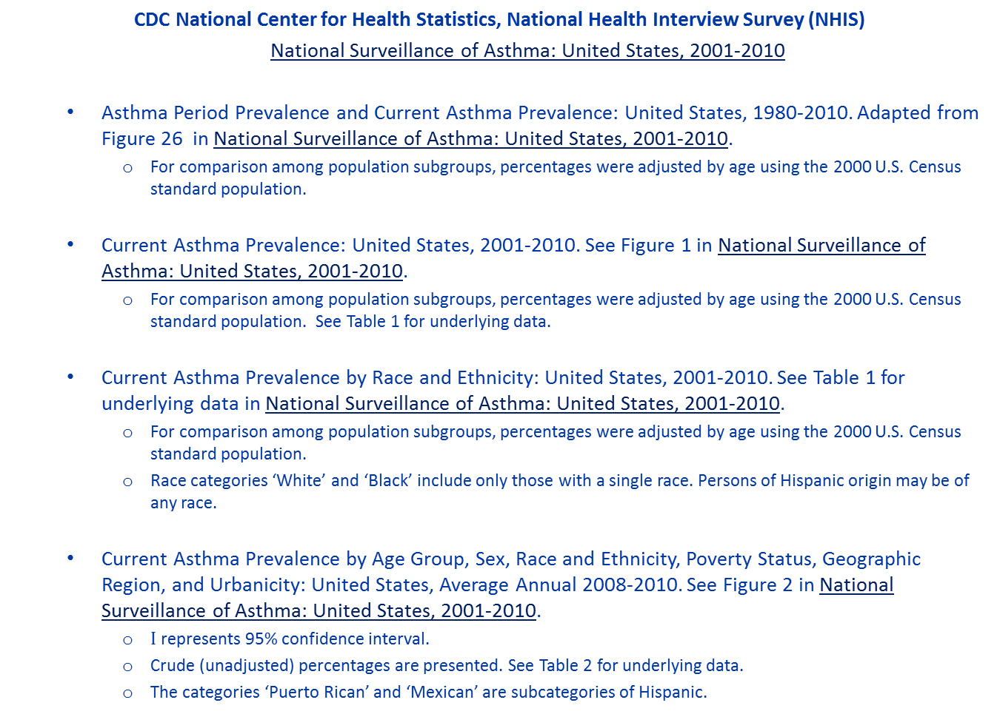 CDC National Center for Health Statistics, National Health Interview Survey (NHIS)
National Surveillance of Asthma: United States, 2001-2010
• Asthma Period Prevalence and Current Asthma Prevalence: United States, 1980-2010. Adapted from
Figure 26 in National Surveillance of Asthma: United States, 2001-2010.
o For comparison among population subgroups, percentages were adjusted by age using the 2000 U.S. Census
standard population.
• Current Asthma Prevalence: United States, 2001-2010. See Figure 1 in National Surveillance of
Asthma: United States, 2001-2010.
o For comparison among population subgroups, percentages were adjusted by age using the 2000 U.S. Census
standard population. See Table 1 for underlying data.
• Current Asthma Prevalence by Race and Ethnicity: United States, 2001-2010. See Table 1 for
underlying data in National Surveillance of Asthma: United States, 2001-2010.
o For comparison among population subgroups, percentages were adjusted by age using the 2000 U.S. Census
standard population.
o Race categories ‘White’ and ‘Black’ include only those with a single race. Persons of Hispanic origin may be of
any race.
• Current Asthma Prevalence by Age Group, Sex, Race and Ethnicity, Poverty Status, Geographic
Region, and Urbanicity: United States, Average Annual 2008-2010. See Figure 2 in National
Surveillance of Asthma: United States, 2001-2010.
o I represents 95% confidence interval.
o Crude (unadjusted) percentages are presented. See Table 2 for underlying data.
o The categories ‘Puerto Rican’ and ‘Mexican’ are subcategories of Hispanic.